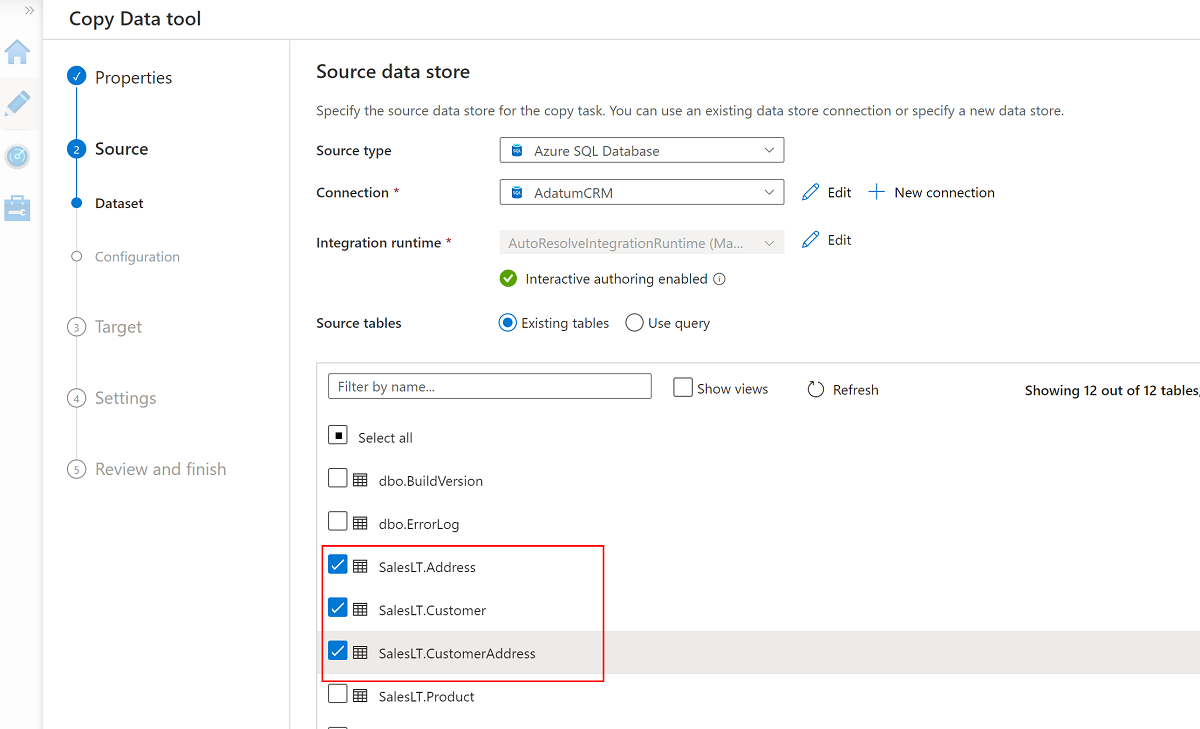 Copy Data tool
Properties
2 Source
Dataset
Configuration
3 Target
4 Settings
5 Review and finish
Source data store
Specify the source data store for the copy task. You can use an existing data store connection or specify a new data store.
Source type
SQL Azure SQL Database
Connection *
SQL AdatumCRM
Edit
New connection
Integration runtime *
AutoResolveIntegrationRuntime (Ma...
Edit
Interactive authoring enabled
Source tables
Existing tables
Use query
Filter by name...
Show views
Refresh
Showing 12 out of 12 tables,
Select all
dbo.BuildVersion
dbo.ErrorLog
SalesLT.Address
SalesLT.Customer
SalesLT.CustomerAddress
SalesLT.Product